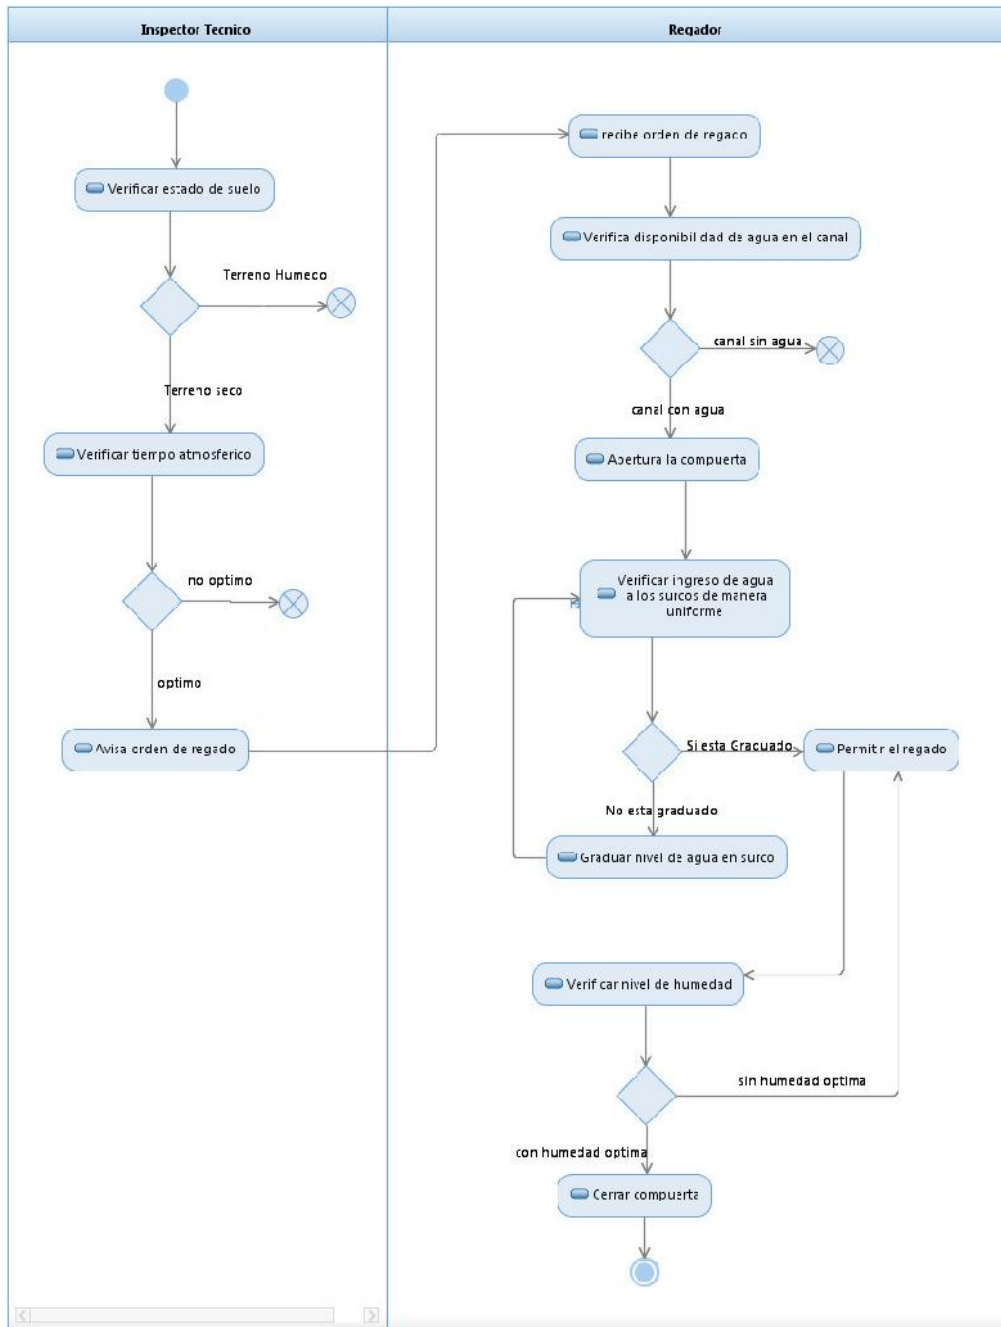 Inspector Tecnico
Regador
Verificar estado de suelo
Terreno Humeco
Terreno seco
Verificar tiempo atmosferico
no optimo
optimo
Avisa orden de regado
recibe orden de regaco
Verifica disponibilidad de agua en el canal
canal sin agua
canal con agua
Apertura la compuerta
Verificar ingreso de agua
a los surcos de manera
uniforme
Si esta Gracuado
Permitir el regado
No esta graduado
Graduar nivel de agua en surco
Verificar nivel de humedad
sin humedad optima
con humedad optima
Cerrar compuerta